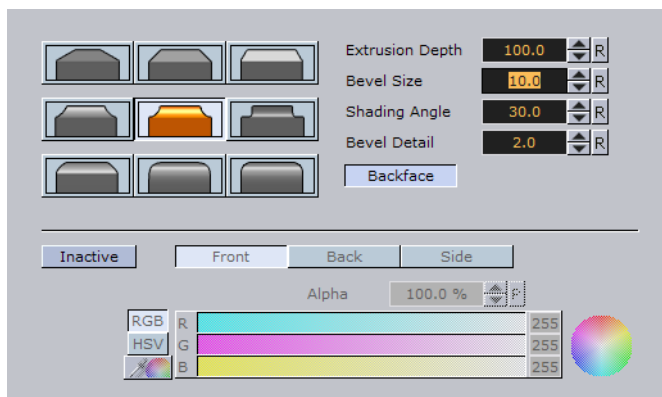 Extrusion Depth 100.0 R
Bevel Size 10.0 R
Shading Angle 30.0 R
Bevel Detail 2.0 R
Backface
Inactive Front Back Side
Alpha 100.0 %
RGB R 255
HSV G 255
B 255